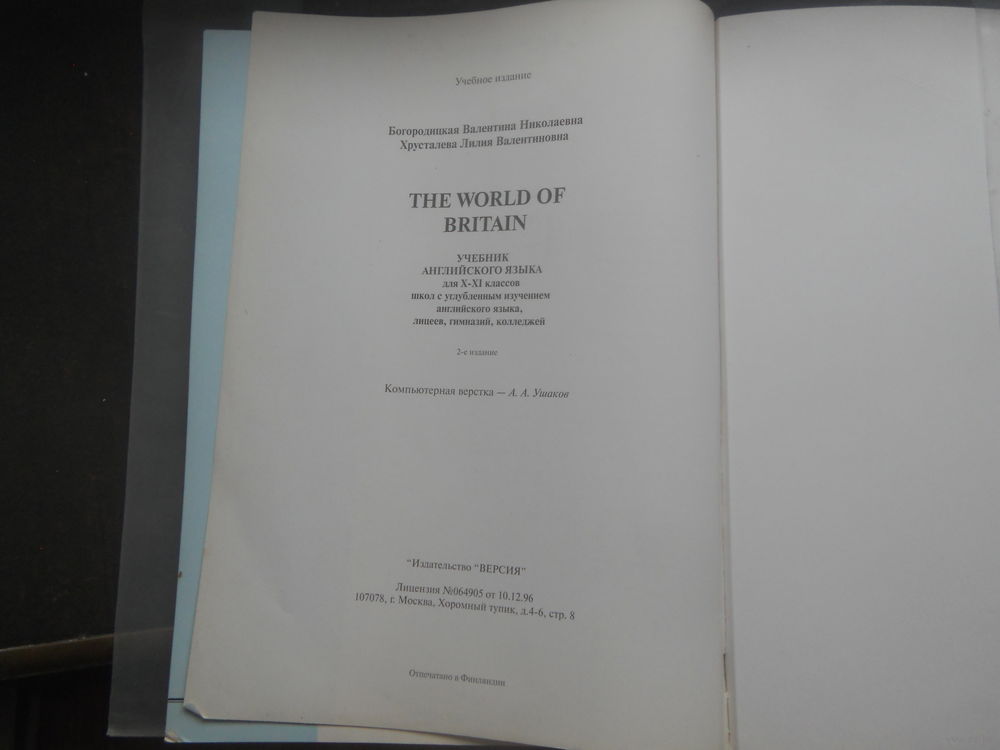 Учебное издание
Богородицкая Валентина Николаевна
Хрусталева Лилия Валентиновна
THE WORLD OF
BRITAIN
УЧЕБНИК
АНГЛИЙСКОГО ЯЗЫКА
для X-XI классов
школ с углубленным изучением
английского языка,
лицеев, гимназий, колледжей
2-е издание
Компьютерная верстка — А. А. Ушаков
"Издательство "ВЕРСИЯ"
Лицензия №064905 от 10.12.96
107078, г. Москва, Хоромный тупик, д.4-6, стр. 8
Отпечатано в Финляндии